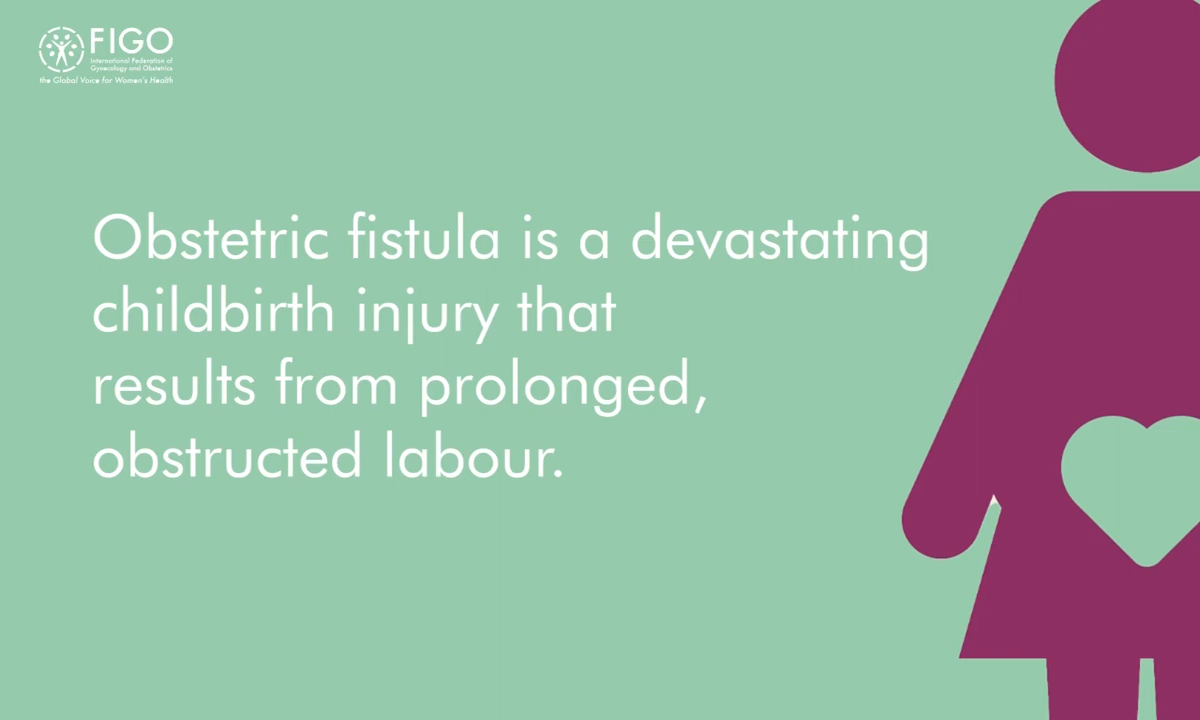 FIGO
International Federation of
Gynecology and Obstetrics
the Global Voice for Women's Health
Obstetric fistula is a devastating
childbirth injury that
results from prolonged,
obstructed labour.